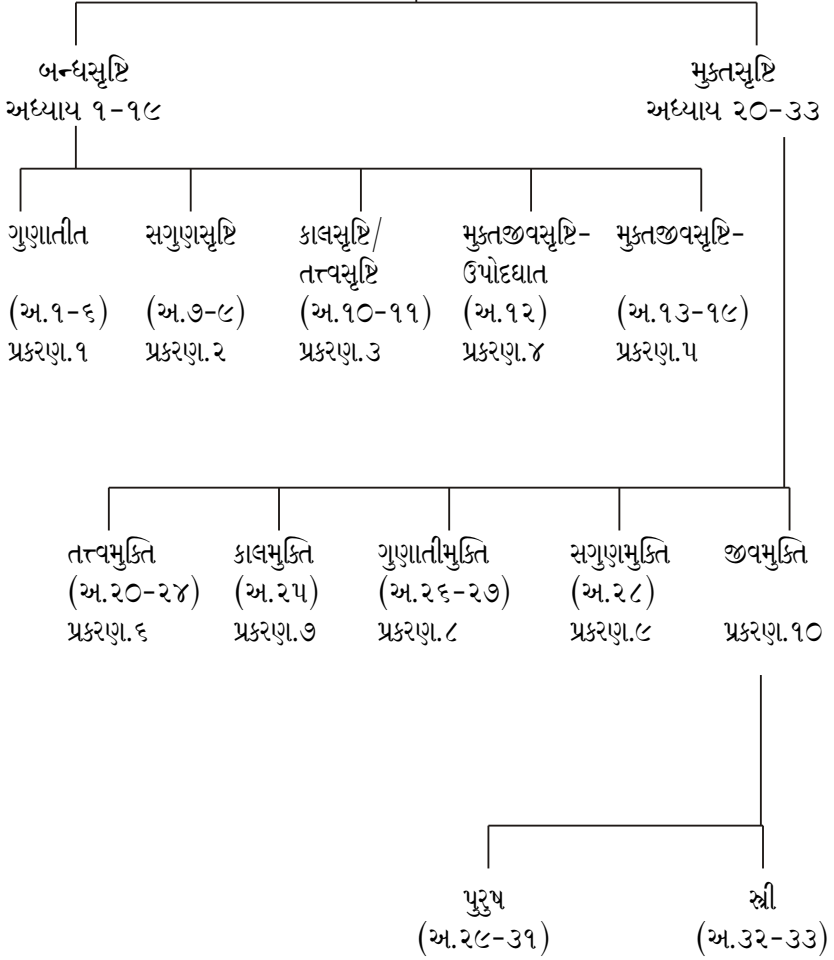 બન્ધસૃષ્ટિ
અધ્યાય ૧-૧૯
મુક્તસૃષ્ટિ
અધ્યાય ૨૦-૩૩
ગુણાતીત
(અ.૧-૬)
પ્રકરણ.૧
સગુણસૃષ્ટિ
(અ.૭-૯)
પ્રકરણ.૨
કાલસૃષ્ટિ/
તત્ત્વસૃષ્ટિ
(અ.૧૦-૧૧)
પ્રકરણ.૩
મુક્તજીવસૃષ્ટિ-
ઉપોદઘાત
(અ.૧૨)
પ્રકરણ.૪
મુક્તજીવસૃષ્ટિ-
(અ.૧૩-૧૯)
પ્રકરણ.૫
તત્ત્વમુક્તિ
(અ.૨૦-૨૪)
પ્રકરણ.૬
કાલમુક્તિ
(અ.૨૫)
પ્રકરણ.૭
ગુણાતીમુક્તિ
(અ.૨૬-૨૭)
પ્રકરણ.૮
સગુણમુક્તિ
(અ.૨૮)
પ્રકરણ.૯
જીવમુક્તિ
પ્રકરણ.૧૦
પુરુષ
(અ.૨૯-૩૧)
સ્ત્રી
(અ.૩૨-૩૩)